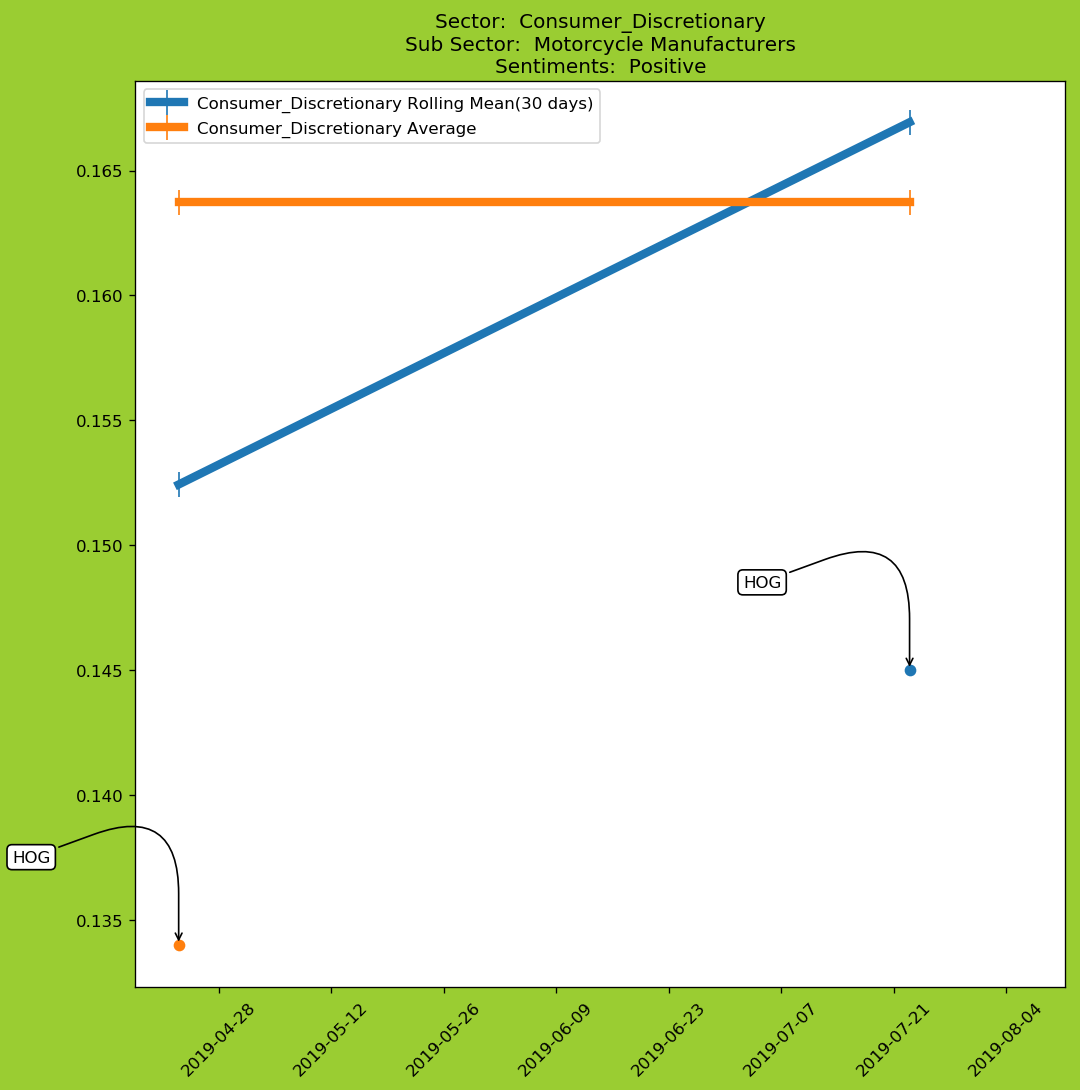 Sector:  Consumer_Discretionary
Sub Sector:  Motorcycle Manufacturers
Sentiments:  Positive
Consumer_Discretionary Rolling Mean(30 days)
Consumer_Discretionary Average
0.165
0.160
0.155
0.150
0.145
0.140
0.135
HOG
HOG
2019-04-28
2019-05-12
2019-05-26
2019-06-09
2019-06-23
2019-07-07
2019-07-21
2019-08-04